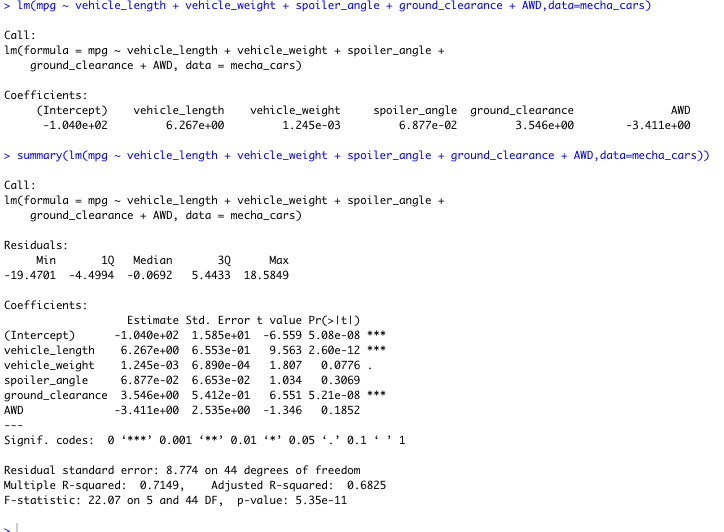 > lm(mpg ~ vehicle_length + vehicle_weight + spoiler_angle + ground_clearance + AWD,data=mecha_cars)
Call:
lm(formula = mpg ~ vehicle_length + vehicle_weight + spoiler_angle +
    ground_clearance + AWD, data = mecha_cars)
Coefficients:
     (Intercept)    vehicle_length    vehicle_weight     spoiler_angle  ground_clearance               AWD
      -1.040e+02         6.267e+00         1.245e-03         6.877e-02         3.546e+00        -3.411e+00
> summary(lm(mpg ~ vehicle_length + vehicle_weight + spoiler_angle + ground_clearance + AWD,data=mecha_cars))
Call:
lm(formula = mpg ~ vehicle_length + vehicle_weight + spoiler_angle +
    ground_clearance + AWD, data = mecha_cars)
Residuals:
     Min       1Q   Median       3Q      Max
-19.4701  -4.4994  -0.0692   5.4433  18.5849
Coefficients:
                   Estimate Std. Error t value Pr(>|t|)
(Intercept)      -1.040e+02  1.585e+01  -6.559 5.08e-08 ***
vehicle_length    6.267e+00  6.553e-01   9.563 2.60e-12 ***
vehicle_weight    1.245e-03  6.890e-04   1.807   0.0776 .
spoiler_angle     6.877e-02  6.653e-02   1.034   0.3069
ground_clearance  3.546e+00  5.412e-01   6.551 5.21e-08 ***
AWD              -3.411e+00  2.535e+00  -1.346   0.1852
---
Signif. codes:  0 ‘***’ 0.001 ‘**’ 0.01 ‘*’ 0.05 ‘.’ 0.1 ‘ ’ 1
Residual standard error: 8.774 on 44 degrees of freedom
Multiple R-squared:  0.7149,    Adjusted R-squared:  0.6825
F-statistic: 22.07 on 5 and 44 DF,  p-value: 5.35e-11
>